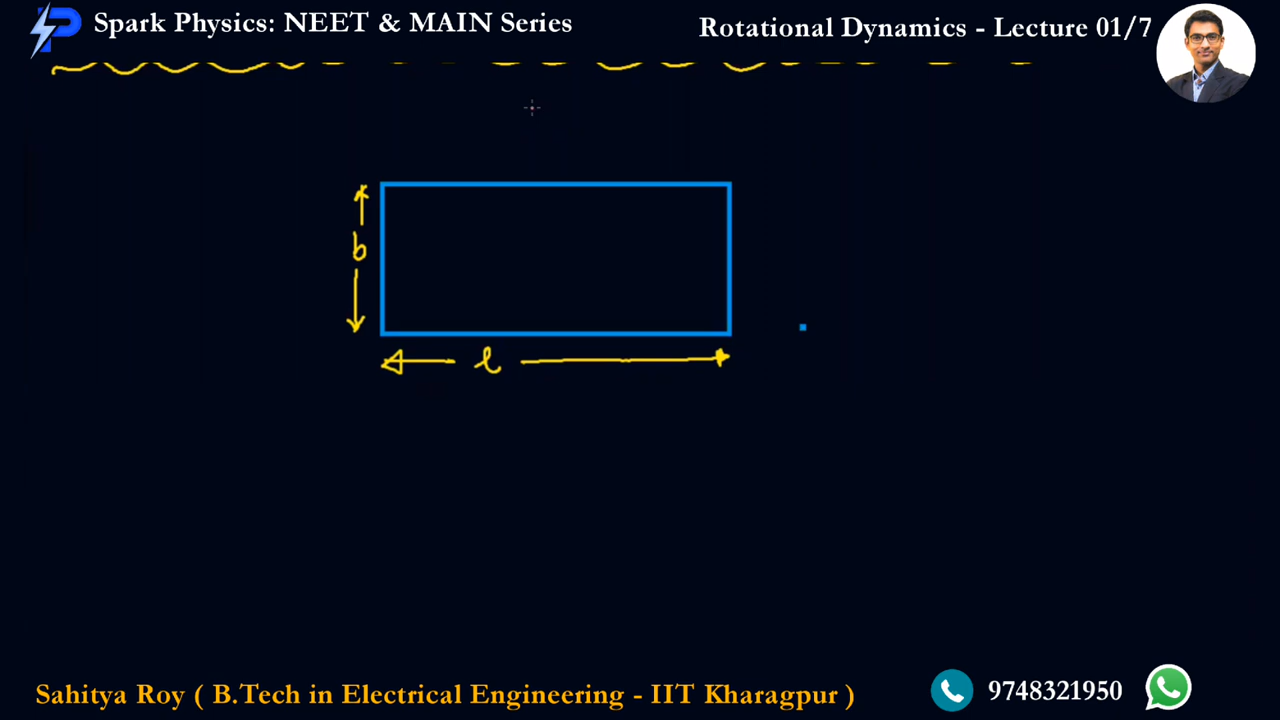 Spark Physics: NEET & MAIN Series
Rotational Dynamics - Lecture 01/7
b
l
Sahitya Roy ( B.Tech in Electrical Engineering - IIT Kharagpur )
9748321950